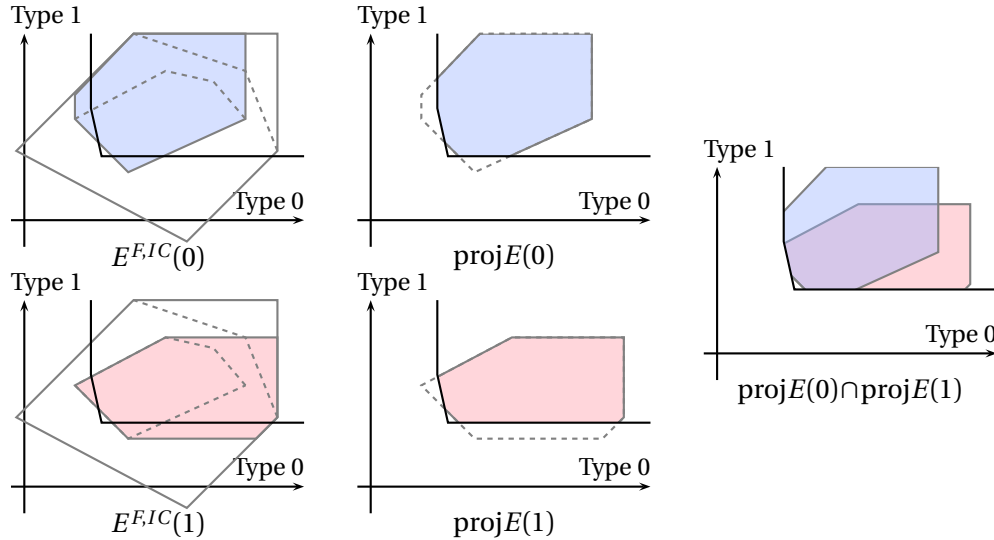 Type 1
Type 0
E^{F,IC}(0)
Type 1
Type 0
projE(0)
Type 1
Type 0
E^{F,IC}(1)
Type 1
Type 0
projE(1)
Type 1
Type 0
projE(0)∩projE(1)